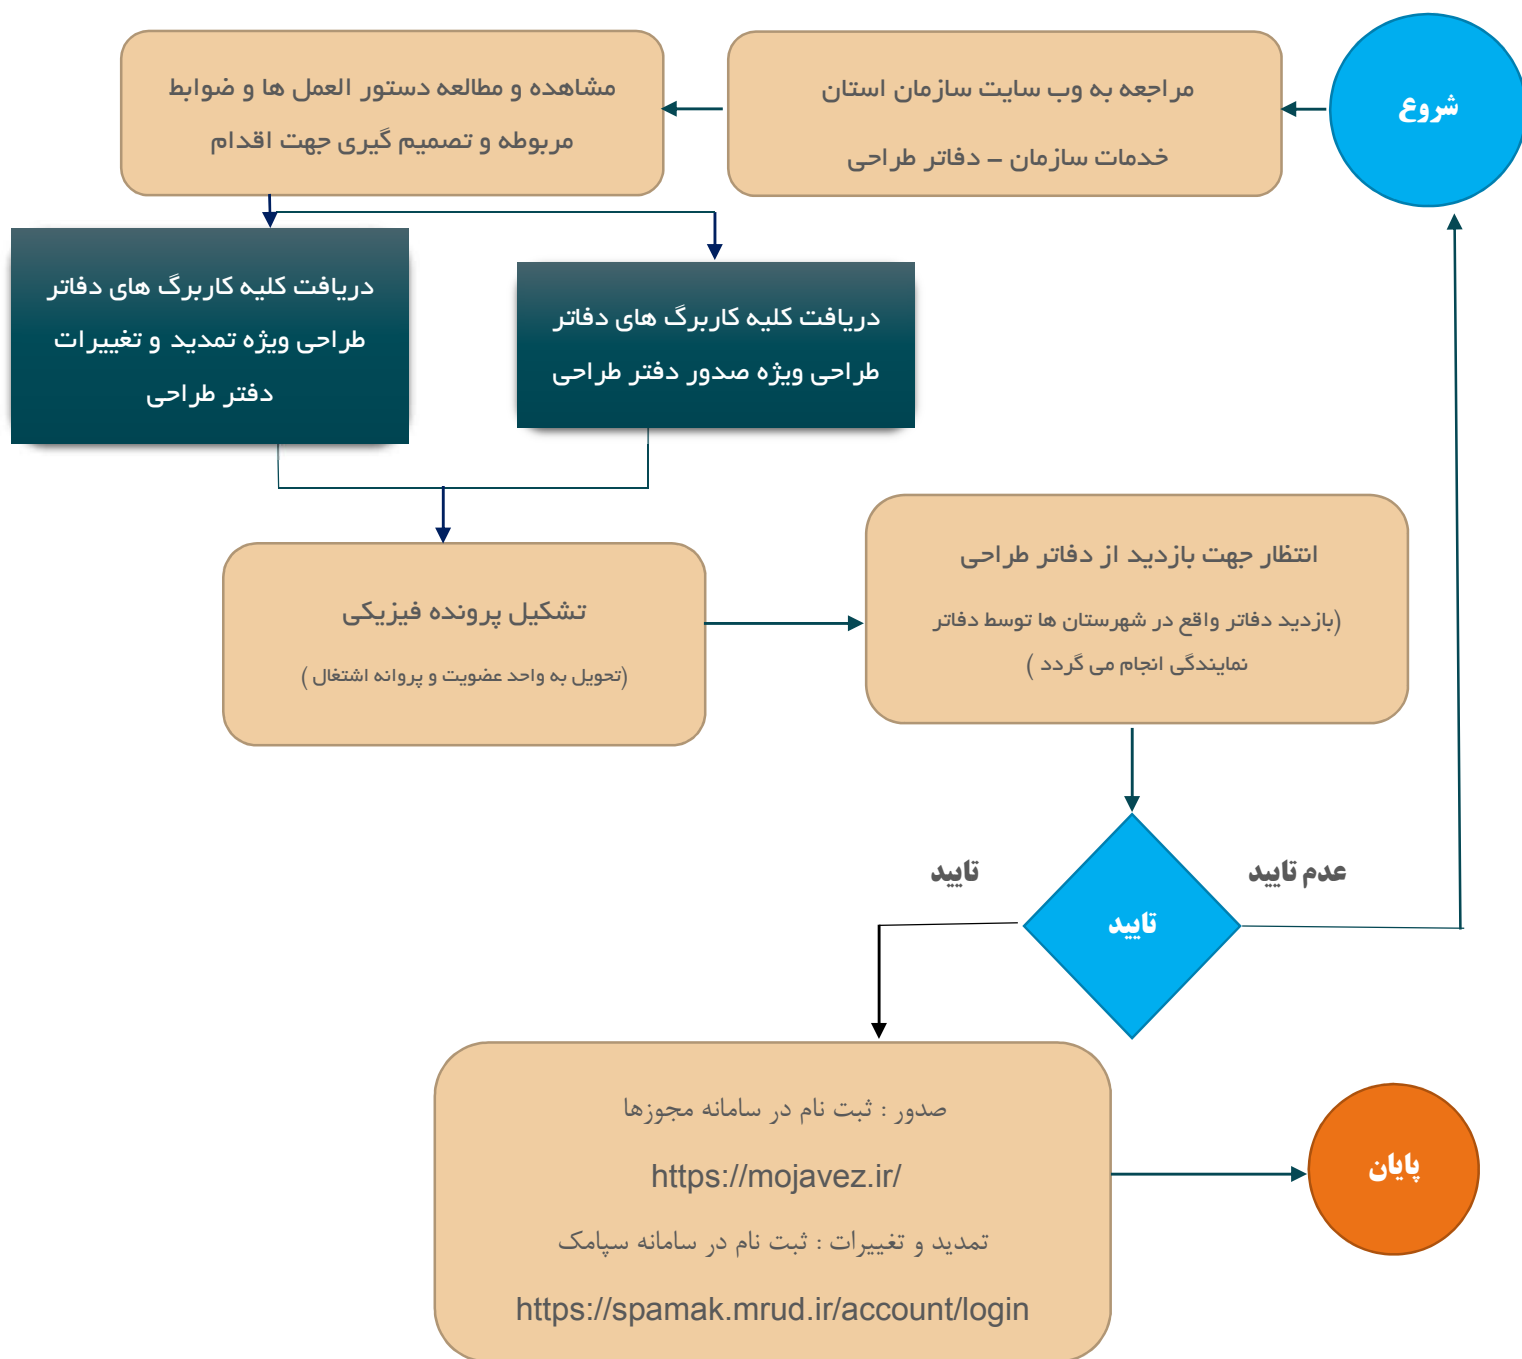 شروع
مراجعه به وب سایت سازمان استان
خدمات سازمان – دفاتر طراحی
مشاهده و مطالعه دستور العمل ها و ضوابط
مربوطه و تصمیم گیری جهت اقدام
دریافت کلیه کاربرگ های دفاتر
طراحی ویژه صدور دفتر طراحی
دریافت کلیه کاربرگ های دفاتر
طراحی ویژه تمدید و تغییرات
دفتر طراحی
تشکیل پرونده فیزیکی
(تحویل به واحد عضویت و پروانه اشتغال )
انتظار جهت بازدید از دفاتر طراحی
(بازدید دفاتر واقع در شهرستان ها توسط دفاتر
نمایندگی انجام می گردد )
تایید
عدم تایید
تایید
صدور : ثبت نام در سامانه مجوزها
https://mojavez.ir/
تمدید و تغییرات : ثبت نام در سامانه سپامک
https://spamak.mrud.ir/account/login
پایان